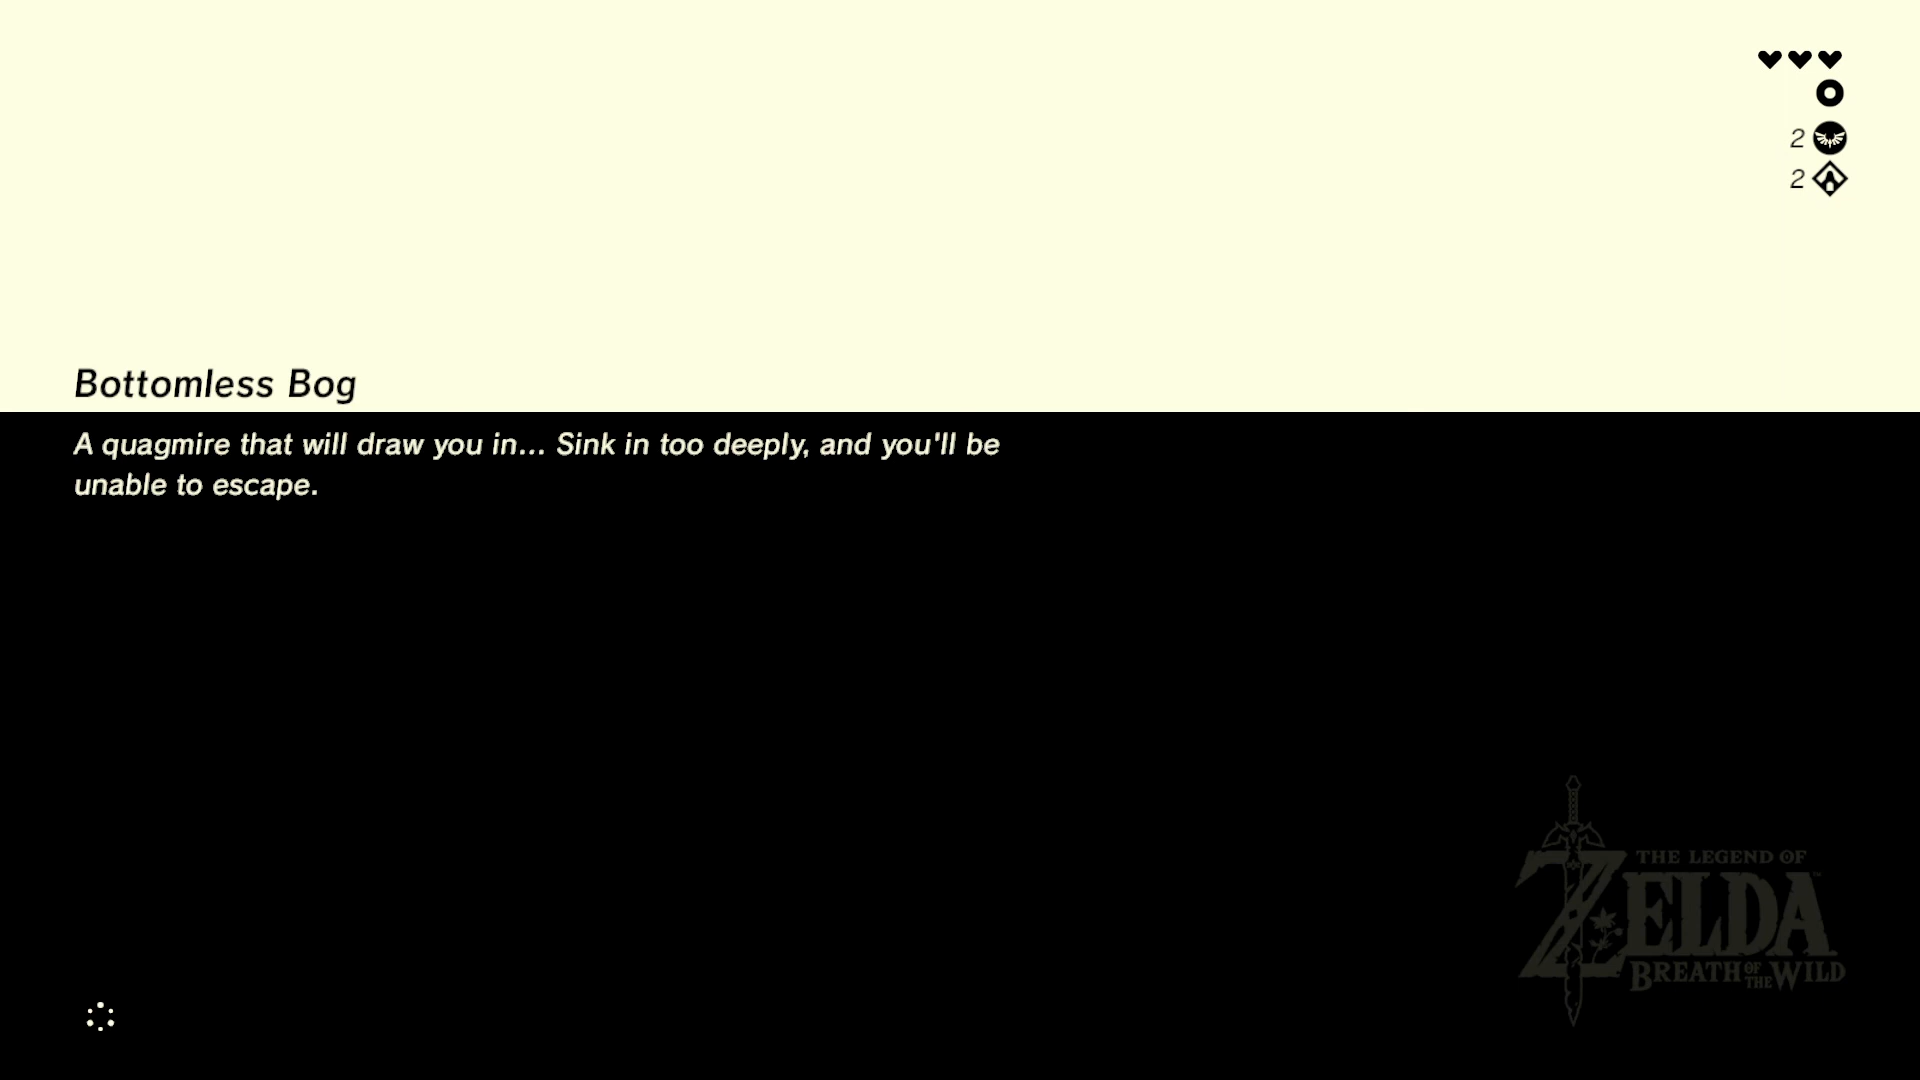 2
2
Bottomless Bog
A quagmire that will draw you in... Sink in too deeply, and you'll be
unable to escape.
THE LEGEND OF
ZELDA
BREATH OF THE WILD